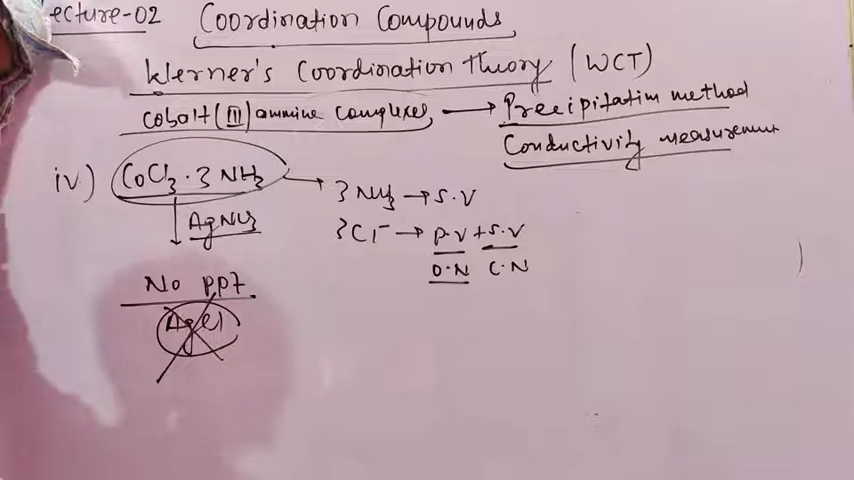 Lecture-02 Coordination Compounds
Werner's Coordination Theory (WCT)
Cobalt(III) ammine complexes → Precipitation method
Conductivity measurement
iv) CoCl₃·3NH₃ → 3NH₃ → S.V
AgNO₃ 3Cl⁻ → P.V + S.V
O.N C.N
No ppt
AgCl